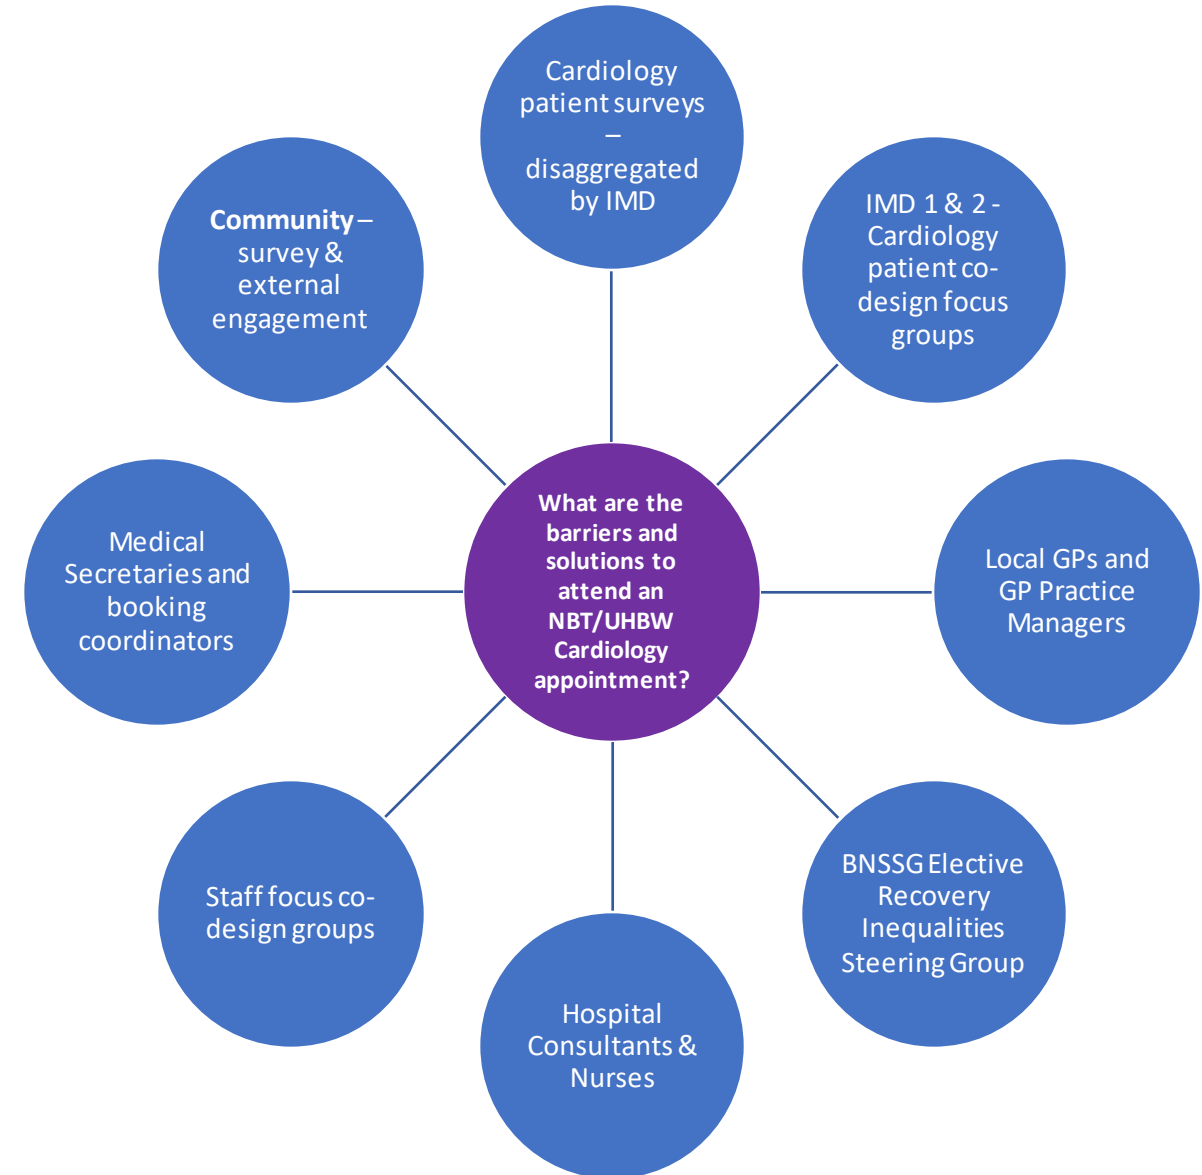 Cardiology
patient surveys
–
disaggregated
by IMD
IMD 1 & 2 -
Cardiology
patient co-
design focus
groups
Local GPs and
GP Practice
Managers
BNSSG Elective
Recovery
Inequalities
Steering Group
Hospital
Consultants &
Nurses
Staff focus co-
design groups
Medical
Secretaries and
booking
coordinators
Community –
survey &
external
engagement
What are the
barriers and
solutions to
attend an
NBT/UHBW
Cardiology
appointment?